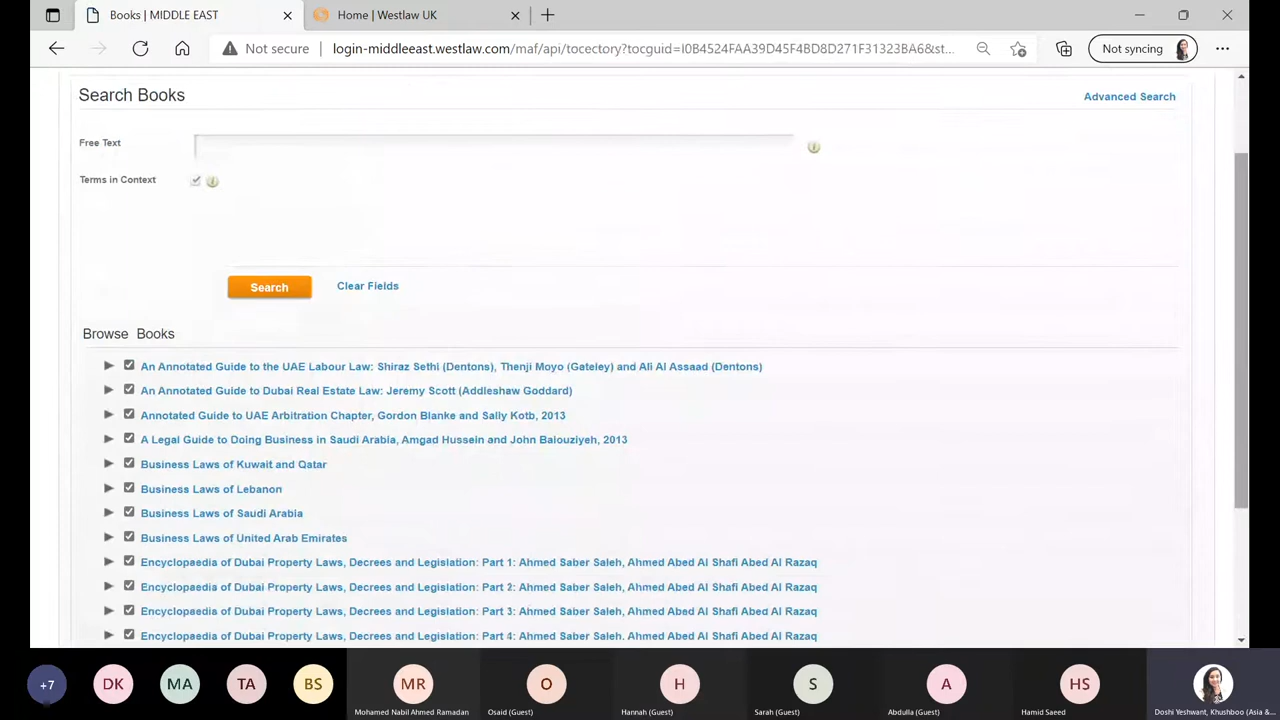 Books | MIDDLE EAST
Home | Westlaw UK
Not secure
login-middleeast.westlaw.com/maf/api/tocectory?tocguid=I0B4524FAA39D45F4BD8D271F31323BA6&st...
Not syncing
Search Books
Advanced Search
Free Text
Terms in Context
Search
Clear Fields
Browse Books
An Annotated Guide to the UAE Labour Law: Shiraz Sethi (Dentons), Thenji Moyo (Gateley) and Ali Al Assaad (Dentons)
An Annotated Guide to Dubai Real Estate Law: Jeremy Scott (Addleshaw Goddard)
Annotated Guide to UAE Arbitration Chapter, Gordon Blanke and Sally Kotb, 2013
A Legal Guide to Doing Business in Saudi Arabia, Amgad Hussein and John Balouziyeh, 2013
Business Laws of Kuwait and Qatar
Business Laws of Lebanon
Business Laws of Saudi Arabia
Business Laws of United Arab Emirates
Encyclopaedia of Dubai Property Laws, Decrees and Legislation: Part 1: Ahmed Saber Saleh, Ahmed Abed Al Shafi Abed Al Razaq
Encyclopaedia of Dubai Property Laws, Decrees and Legislation: Part 2: Ahmed Saber Saleh, Ahmed Abed Al Shafi Abed Al Razaq
Encyclopaedia of Dubai Property Laws, Decrees and Legislation: Part 3: Ahmed Saber Saleh, Ahmed Abed Al Shafi Abed Al Razaq
Encyclopaedia of Dubai Property Laws, Decrees and Legislation: Part 4: Ahmed Saber Saleh, Ahmed Abed Al Shafi Abed Al Razaq
+7
DK
MA
TA
BS
MR
O
H
S
A
HS
Mohamed Nabil Ahmed Ramadan
Osaid (Guest)
Hannah (Guest)
Sarah (Guest)
Abdulla (Guest)
Hamid Saeed
Doshi Yeshwant, Khushboo (Asia &...